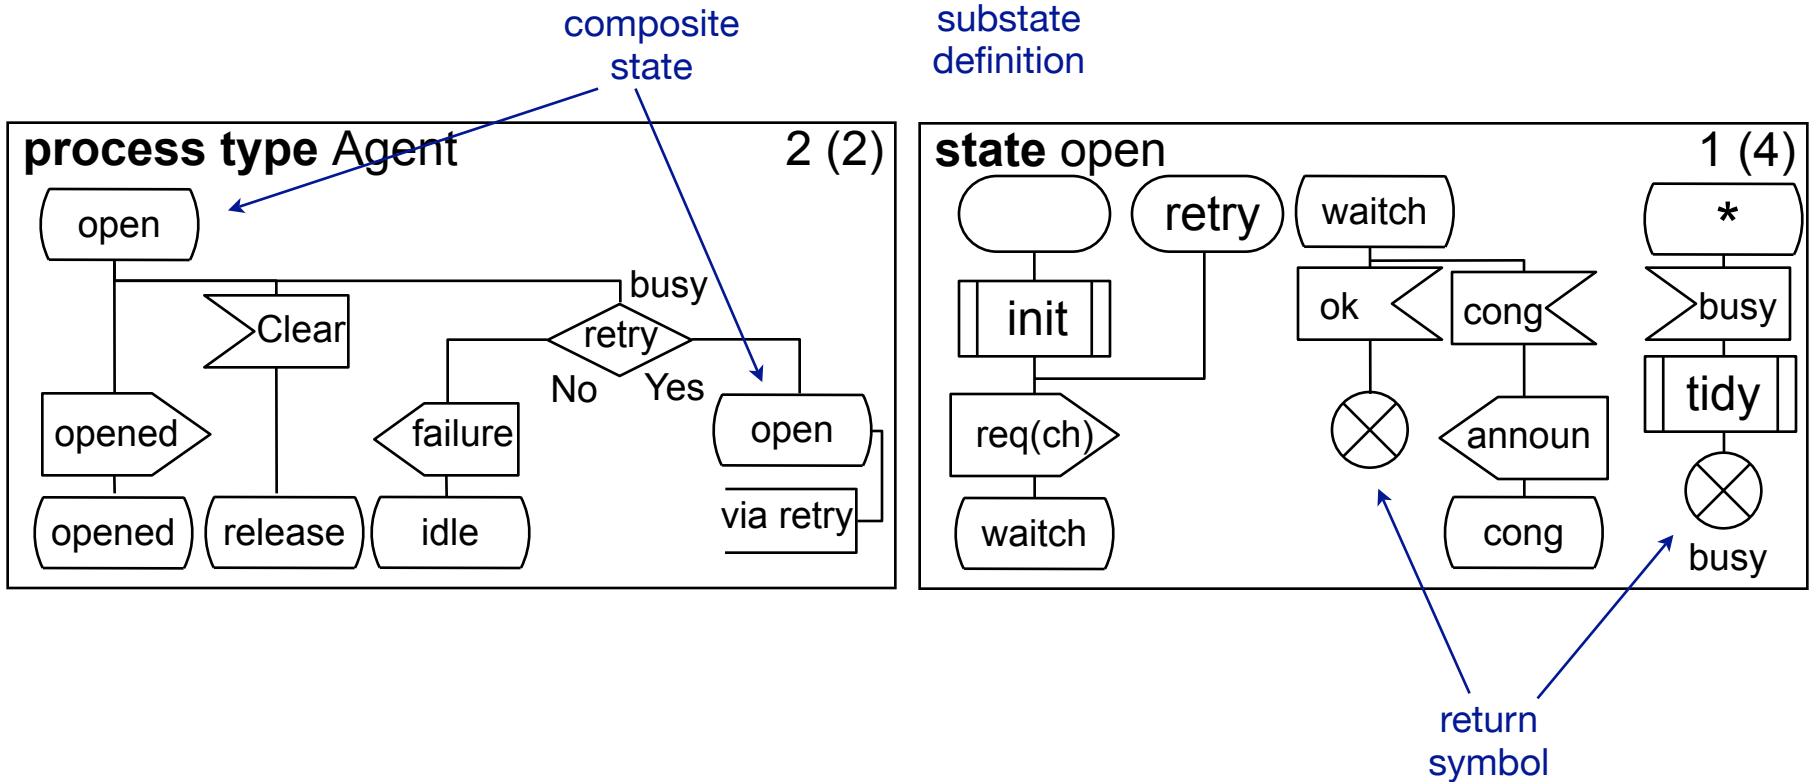 composite
state
substate
definition
process type Agent
2 (2)
open
busy
Clear
retry
No
Yes
opened
failure
open
via retry
opened
release
idle
state open
1 (4)
retry
waitch
*
init
ok
cong
busy
req(ch)
announ
tidy
waitch
cong
busy
return
symbol